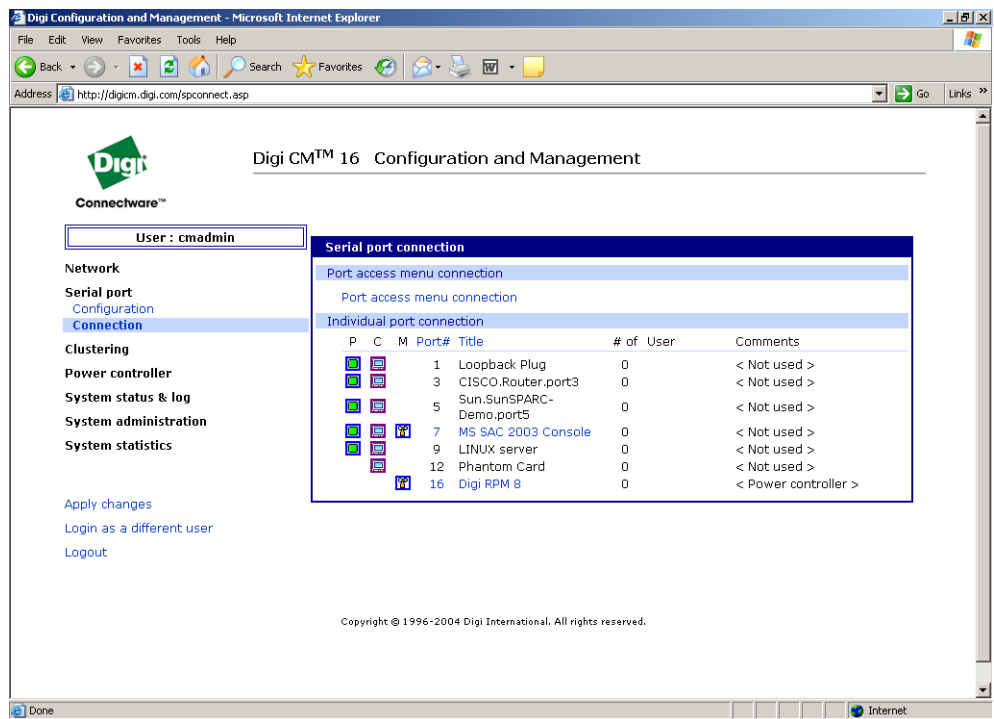 Digi Configuration and Management - Microsoft Internet Explorer
File Edit View Favorites Tools Help
Back Search Favorites
Address http://digicm.digi.com/spconnect.asp Go Links »
Digi
Connectware™
Digi CM™ 16 Configuration and Management
User : cmadmin
Network
Serial port
Configuration
Connection
Clustering
Power controller
System status & log
System administration
System statistics
Apply changes
Login as a different user
Logout
Serial port connection
Port access menu connection
Port access menu connection
Individual port connection
P C M Port# Title # of User Comments
1 Loopback Plug 0 < Not used >
3 CISCO.Router.port3 0 < Not used >
5 Sun.SunSPARC-
Demo.port5 0 < Not used >
7 MS SAC 2003 Console 0 < Not used >
9 LINUX server 0 < Not used >
12 Phantom Card 0 < Not used >
16 Digi RPM 8 0 < Power controller >
Copyright © 1996-2004 Digi International. All rights reserved.
Done Internet